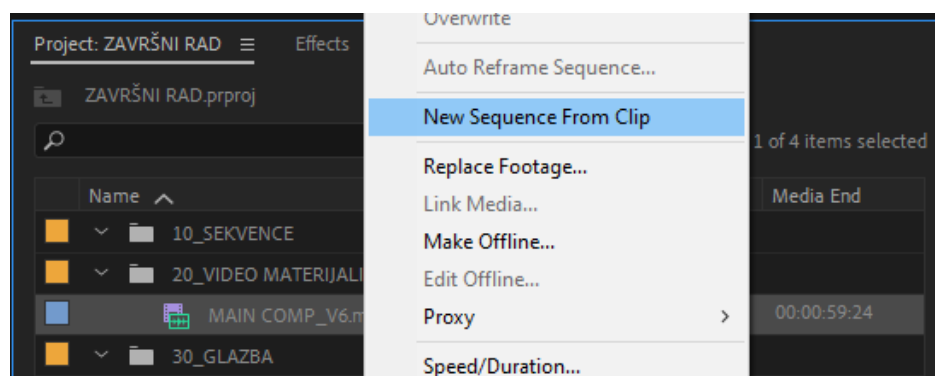 Overwrite
Project: ZAVRŠNI RAD
Effects
Auto Reframe Sequence...
ZAVRŠNI RAD.prproj
New Sequence From Clip
1 of 4 items selected
Replace Footage...
Name
Media End
Link Media...
10_SEKVENCE
Make Offline...
20_VIDEO MATERIJALI
Edit Offline...
MAIN COMP_V6.m
Proxy
00:00:59:24
30_GLAZBA
Speed/Duration...